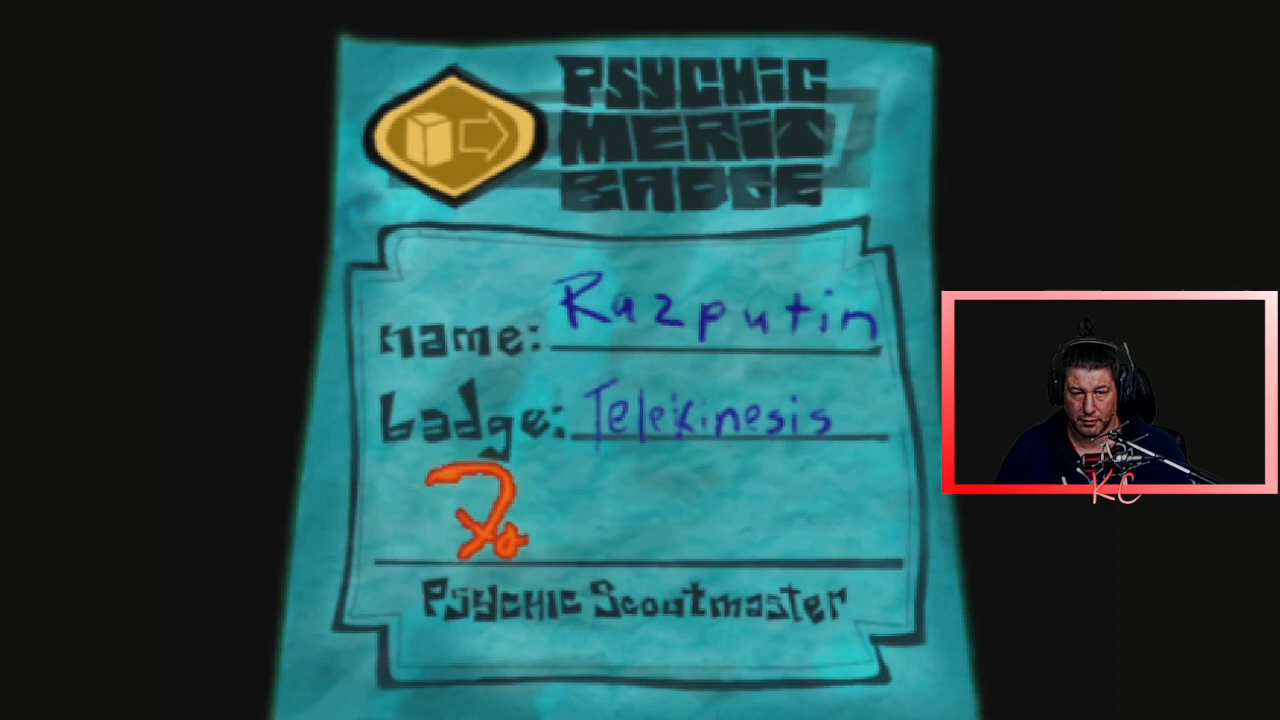 PSYCHIC
MERIT
BADGE
name: Razputin
badge: Telekinesis
Psychic Scoutmaster
KC